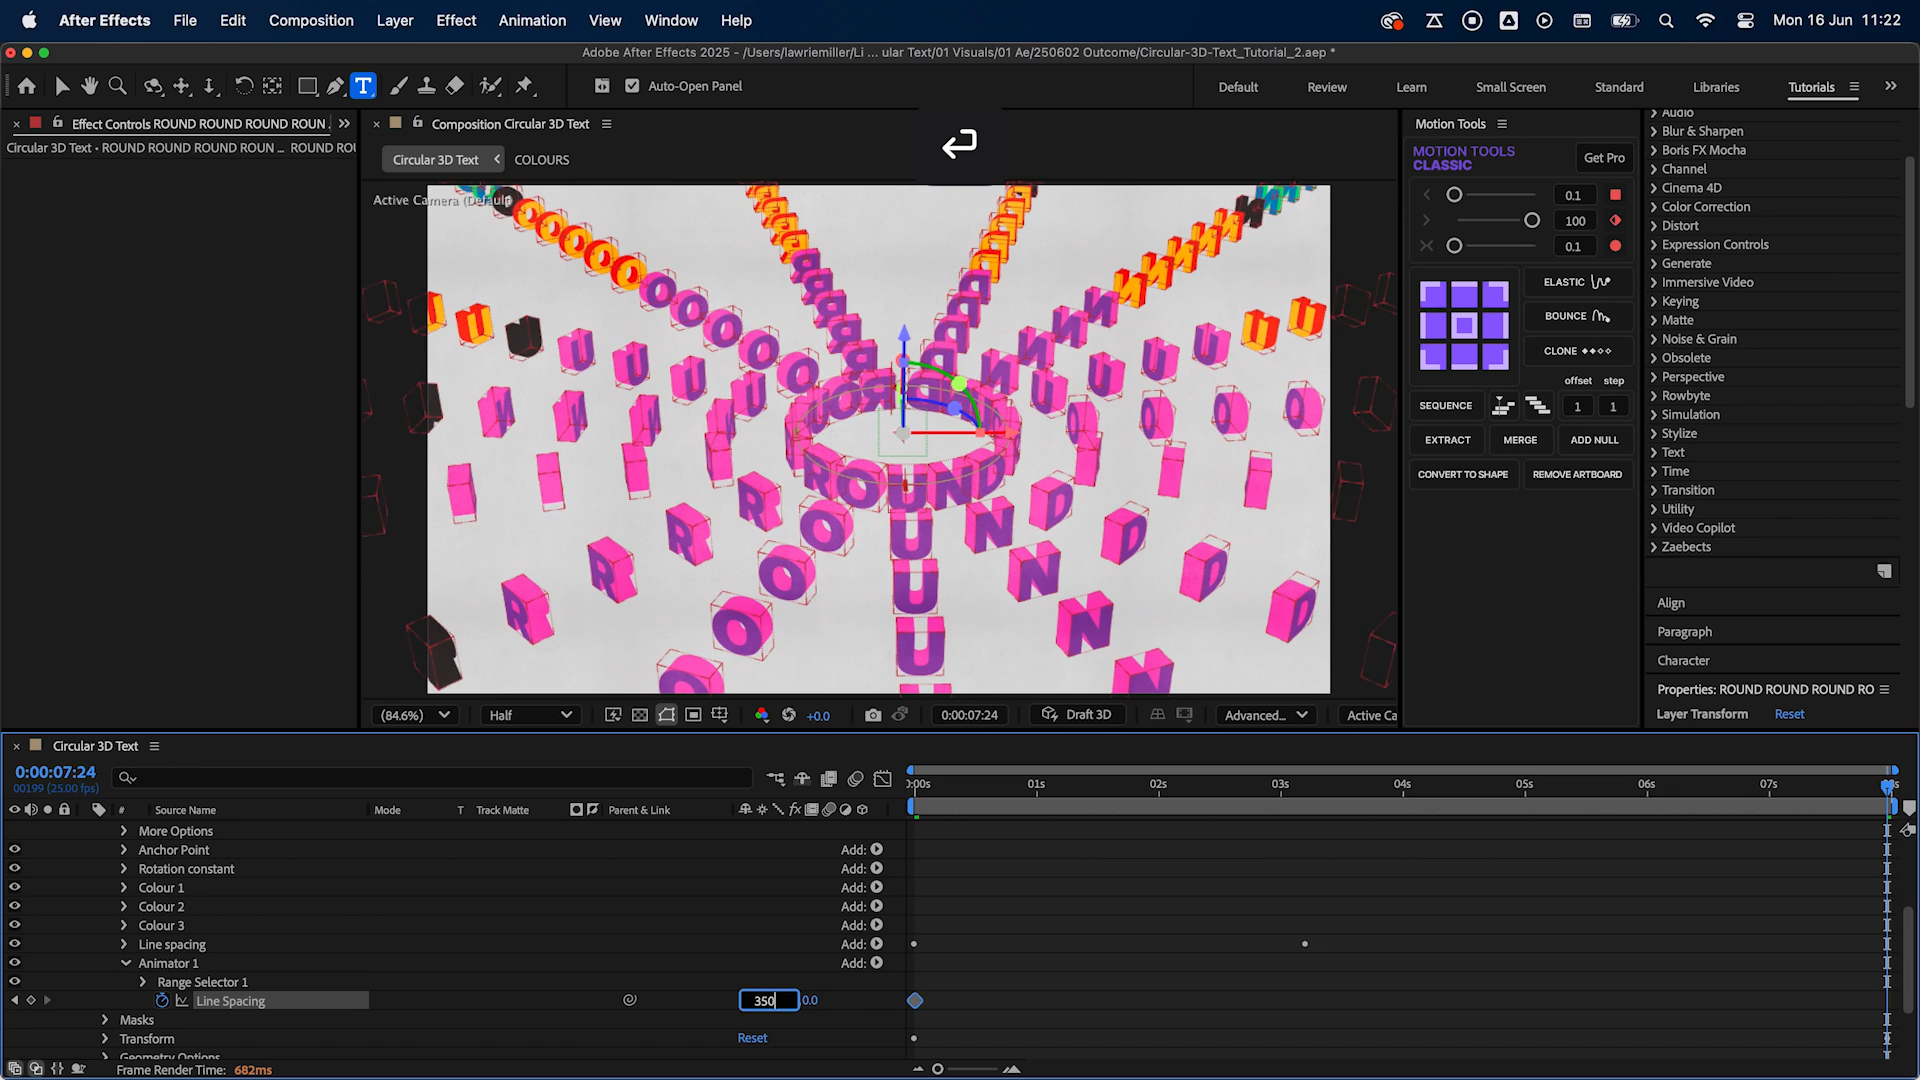 After Effects File Edit Composition Layer Effect Animation View Window Help Mon 16 Jun 11:22
Adobe After Effects 2025 - /Users/lawriemiller/Li ... ular Text/01 Visuals/01 Ae/250602 Outcome/Circular-3D-Text_Tutorial_2.aep *
T Auto-Open Panel Default Review Learn Small Screen Standard Libraries Tutorials
Effect Controls ROUND ROUND ROUND ROUN
Circular 3D Text • ROUND ROUND ROUND ROUN ... ROUND ROU
Composition Circular 3D Text
Circular 3D Text COLOURS
Active Camera (Default)
ROUND
(84.6%) Half +0.0 0:00:07:24 Draft 3D Advanced... Active Ca
Motion Tools
MOTION TOOLS
CLASSIC
Get Pro
0.1
100
0.1
ELASTIC
BOUNCE
CLONE
offset step
SEQUENCE 1 1
EXTRACT MERGE ADD NULL
CONVERT TO SHAPE REMOVE ARTBOARD
Audio
Blur & Sharpen
Boris FX Mocha
Channel
Cinema 4D
Color Correction
Distort
Expression Controls
Generate
Immersive Video
Keying
Matte
Noise & Grain
Obsolete
Perspective
Rowbyte
Simulation
Stylize
Text
Time
Transition
Utility
Video Copilot
Zaebects
Align
Paragraph
Character
Properties: ROUND ROUND ROUND RO
Layer Transform Reset
Circular 3D Text
0:00:07:24
00199 (25.00 fps)
0:00s 01s 02s 03s 04s 05s 06s 07s
# Source Name Mode T Track Matte Parent & Link
More Options
Anchor Point Add:
Rotation constant Add:
Colour 1 Add:
Colour 2 Add:
Colour 3 Add:
Line spacing Add:
Animator 1 Add:
Range Selector 1
Line Spacing 350 0.0
Masks
Transform Reset
Geometry Options
Frame Render Time: 682ms